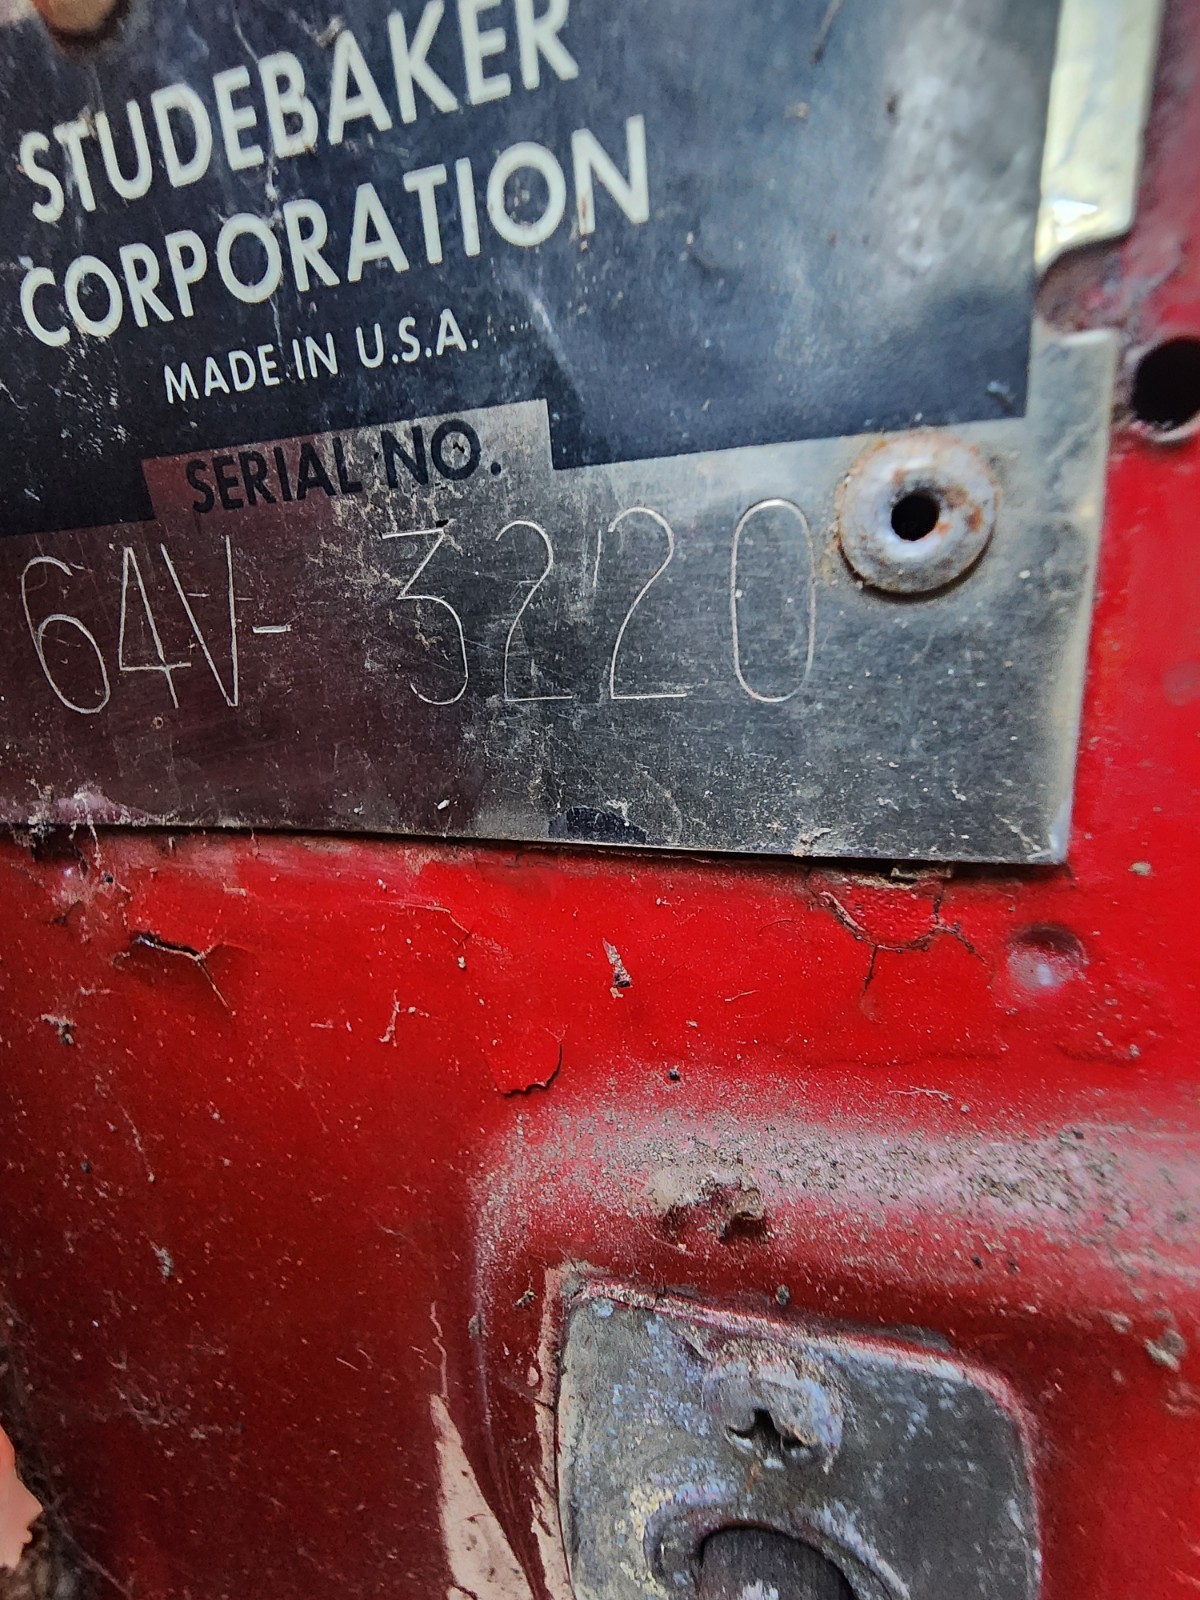 STUDEBAKER
CORPORATION
MADE IN U.S.A.
SERIAL NO.
64V- 3220